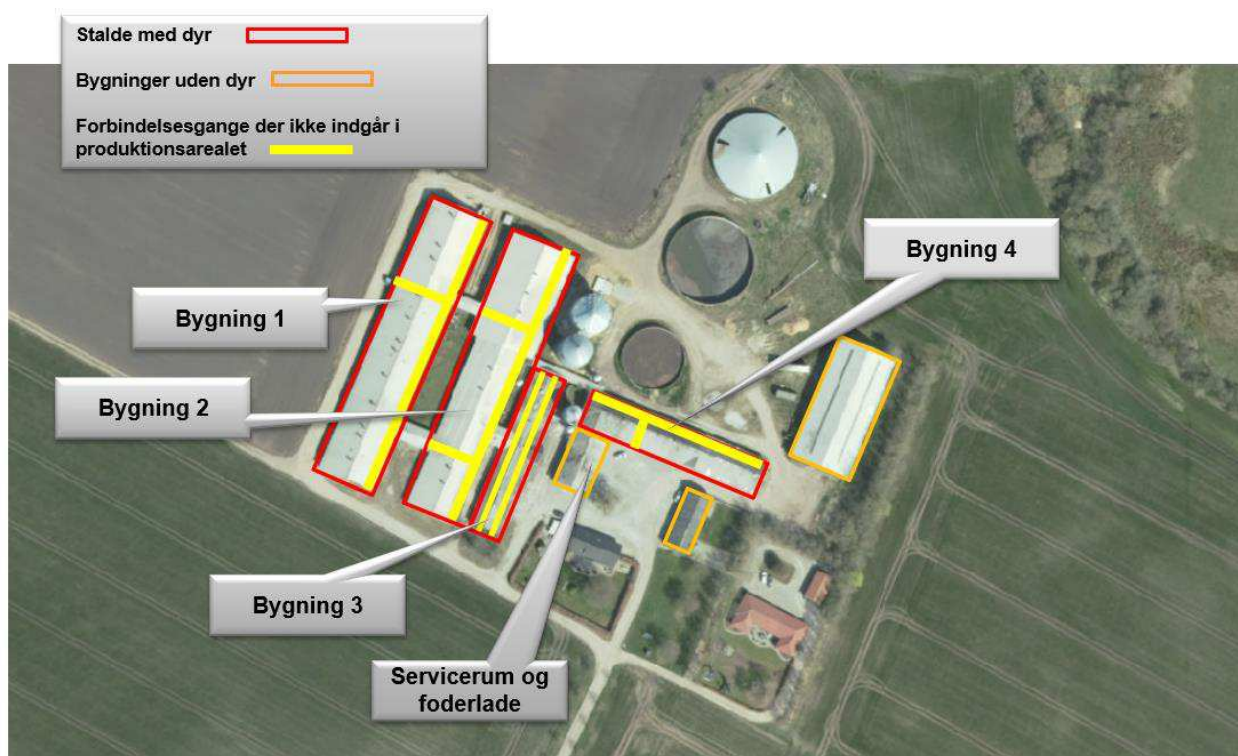 Stalde med dyr
Bygninger uden dyr
Forbindelsesgange der ikke indgår i
produktionsarealet
Bygning 4
Bygning 1
Bygning 2
Bygning 3
Servicerum og
foderlade